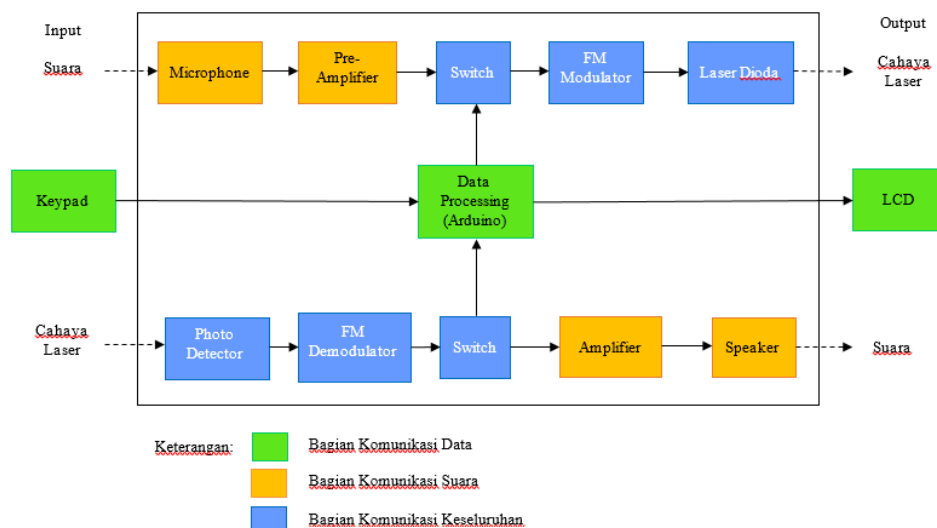 Input
Output
Suara
Microphone
Pre-
Amplifier
Switch
FM
Modulator
Laser Dioda
Cahaya
Laser
Keypad
Data
Processing
(Arduino)
LCD
Cahaya
Laser
Photo
Detector
FM
Demodulator
Switch
Amplifier
Speaker
Suara
Keterangan:
Bagian Komunikasi Data
Bagian Komunikasi Suara
Bagian Komunikasi Keseluruhan